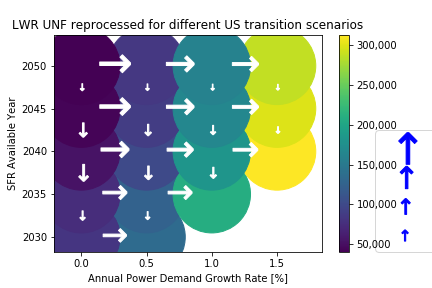 LWR UNF reprocessed for different US transition scenarios
SFR Available Year
2050
2045
2040
2035
2030
0.0 0.5 1.0 1.5
Annual Power Demand Growth Rate [%]
300,000
250,000
200,000
150,000
100,000
50,000